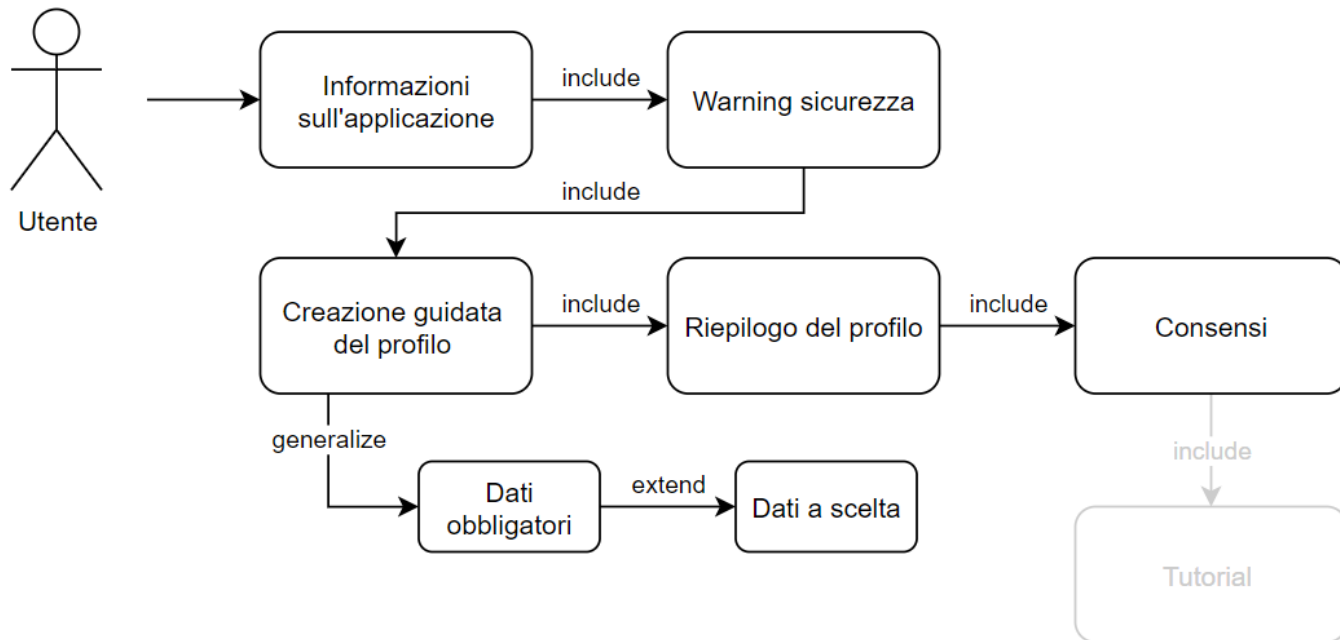 Informazioni
sull'applicazione
include
Warning sicurezza
Utente
include
Creazione guidata
del profilo
include
Riepilogo del profilo
include
Consensi
generalize
include
Dati
obbligatori
extend
Dati a scelta
Tutorial